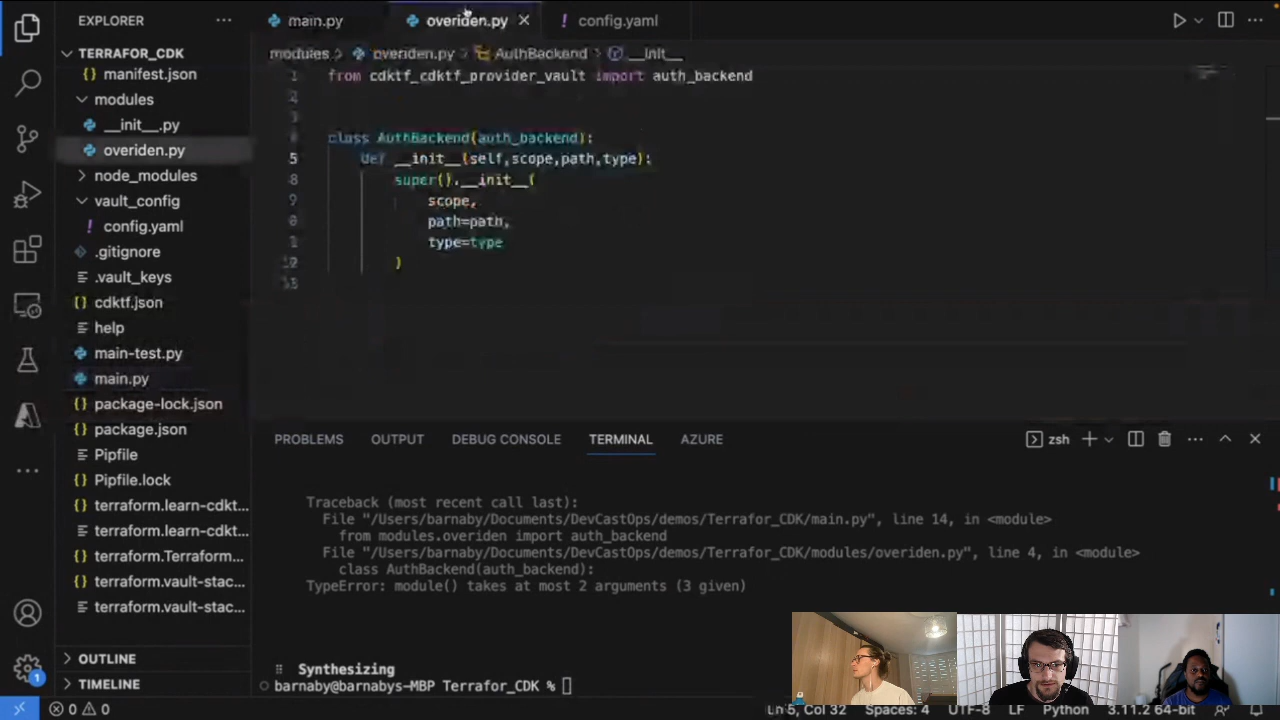 EXPLORER
main.py
overiden.py
config.yaml
TERRAFOR_CDK
manifest.json
modules
__init__.py
overiden.py
node_modules
vault_config
config.yaml
.gitignore
.vault_keys
cdktf.json
help
main-test.py
main.py
package-lock.json
package.json
Pipfile
Pipfile.lock
terraform.learn-cdkt...
terraform.learn-cdkt...
terraform.Terraform...
terraform.vault-stac...
terraform.vault-stac...
OUTLINE
TIMELINE
1
modules overiden.py AuthBackend __init__
1 from cdktf_cdktf_provider_vault import auth_backend
2
class AuthBackend(auth_backend):
5 def __init__(self,scope,path,type):
8 super().__init__(
9 scope,
path=path,
type=type
)
PROBLEMS OUTPUT DEBUG CONSOLE TERMINAL AZURE
zsh
Traceback (most recent call last):
File "/Users/barnaby/Documents/DevCastOps/demos/Terrafor_CDK/main.py", line 14, in <module>
from modules.overiden import auth_backend
File "/Users/barnaby/Documents/DevCastOps/demos/Terrafor_CDK/modules/overiden.py", line 4, in <module>
class AuthBackend(auth_backend):
TypeError: module() takes at most 2 arguments (3 given)
Synthesizing
barnaby@barnabys-MBP Terrafor_CDK %
0 0
Ln 5, Col 32 Spaces: 4 UTF-8 LF Python 3.11.2 64-bit